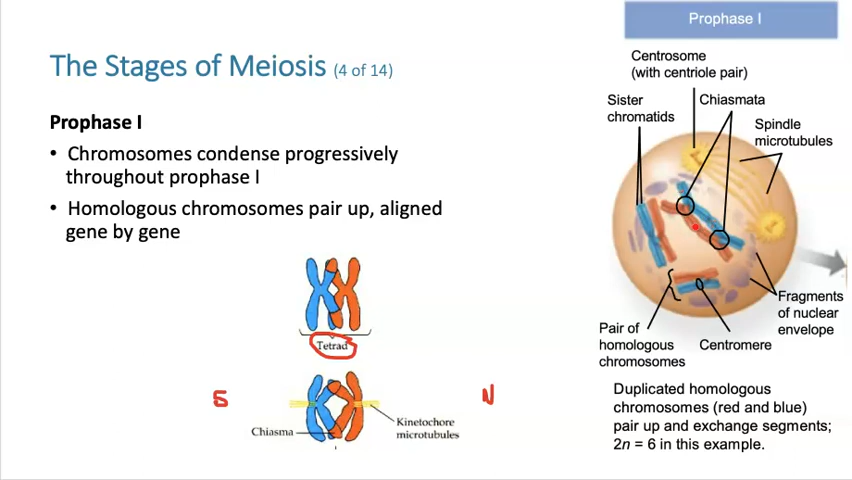 Prophase I
The Stages of Meiosis (4 of 14)
Prophase I
• Chromosomes condense progressively
throughout prophase I
• Homologous chromosomes pair up, aligned
gene by gene
Tetrad
S
N
Chiasma
Kinetochore
microtubules
Centrosome
(with centriole pair)
Sister
chromatids
Chiasmata
Spindle
microtubules
Fragments
of nuclear
envelope
Pair of
homologous
chromosomes
Centromere
Duplicated homologous
chromosomes (red and blue)
pair up and exchange segments;
2n = 6 in this example.